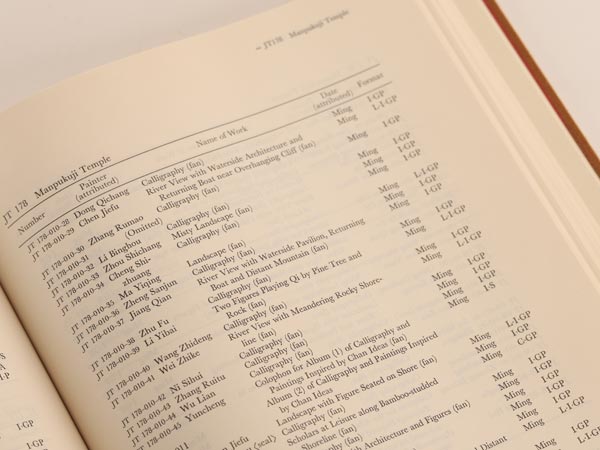 JT178 Manpukuji Temple
JT 178 Manpukuji Temple
Number Painter (attributed) Name of Work Date (attributed) Format
JT 178-010-28 Dong Qichang Calligraphy (fan) Ming I-GP
JT 178-010-29 Chen Jiefu River View with Waterside Architecture and Ming L·I-GP
Returning Boat near Overhanging Cliff (fan)
JT 178-010-30 Zhang Rumao Calligraphy (fan) Ming I-GP
JT 178-010-31 (Omitted)
JT 178-010-32 Li Binghou Calligraphy (fan) Ming I-GP
JT 178-010-33 Zhou Shichang Misty Landscape (fan) Ming I-GP
JT 178-010-34 Cheng Shi- Calligraphy (fan) Ming I-GP
zhuang
JT 178-010-35 Yiqing Landscape (fan) Ming L·I-GP
JT 178-010-36 Zheng Sanjun Calligraphy (fan) Ming I-GP
JT 178-010-37 Jiang Qian River View with Waterside Pavilion, Returning Ming L·I-GP
Boat and Distant Mountain (fan)
JT 178-010-38 Zhu Fu Calligraphy (fan) Ming I-GP
JT 178-010-39 Li Yihai Two Figures Playing Qi by Pine Tree and Ming L·I-GP
Rock (fan)
JT 178-010-40 Wang Zhideng Calligraphy (fan) Ming I-GP
JT 178-010-41 Wei Zhike River View with Meandering Rocky Shore- Ming L·I-GP
line (fan)
JT 178-010-42 Ni Sihui Calligraphy (fan) Ming I-GP
JT 178-010-43 Zhang Ruitu Calligraphy (fan) Ming I-GP
JT 178-010-44 Wu Lian Colophon for Album (1) of Calligraphy and Ming I-S
Paintings Inspired by Chan Ideas (fan)
JT 178-010-45 Yuncheng Album (2) of Calligraphy and Paintings Inspired
by Chan Ideas
Landscape with Figure Seated on Shore (fan) Ming L·I-GP
Jiefu Scholars at Leisure along Bamboo-studded Ming I-GP
(seal) Shoreline (fan)
Architecture and Figures (fan) Ming C-GP